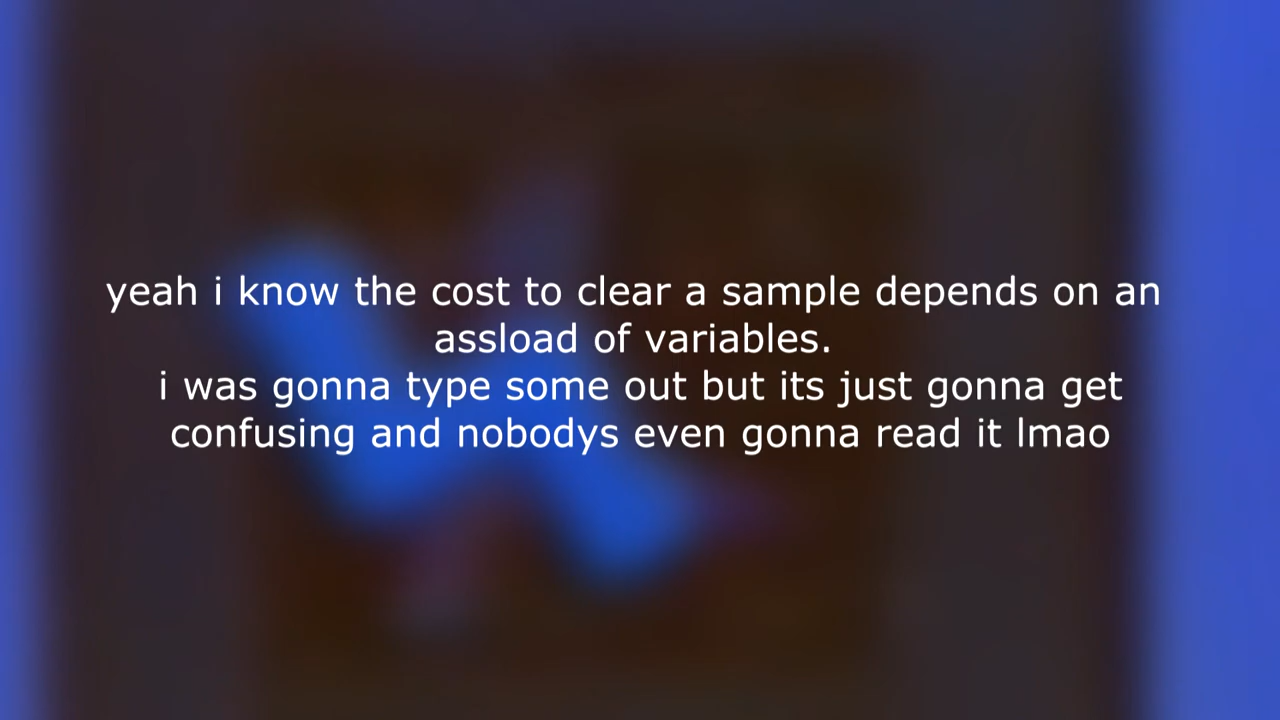 yeah i know the cost to clear a sample depends on an
assload of variables.
i was gonna type some out but its just gonna get
confusing and nobodys even gonna read it lmao